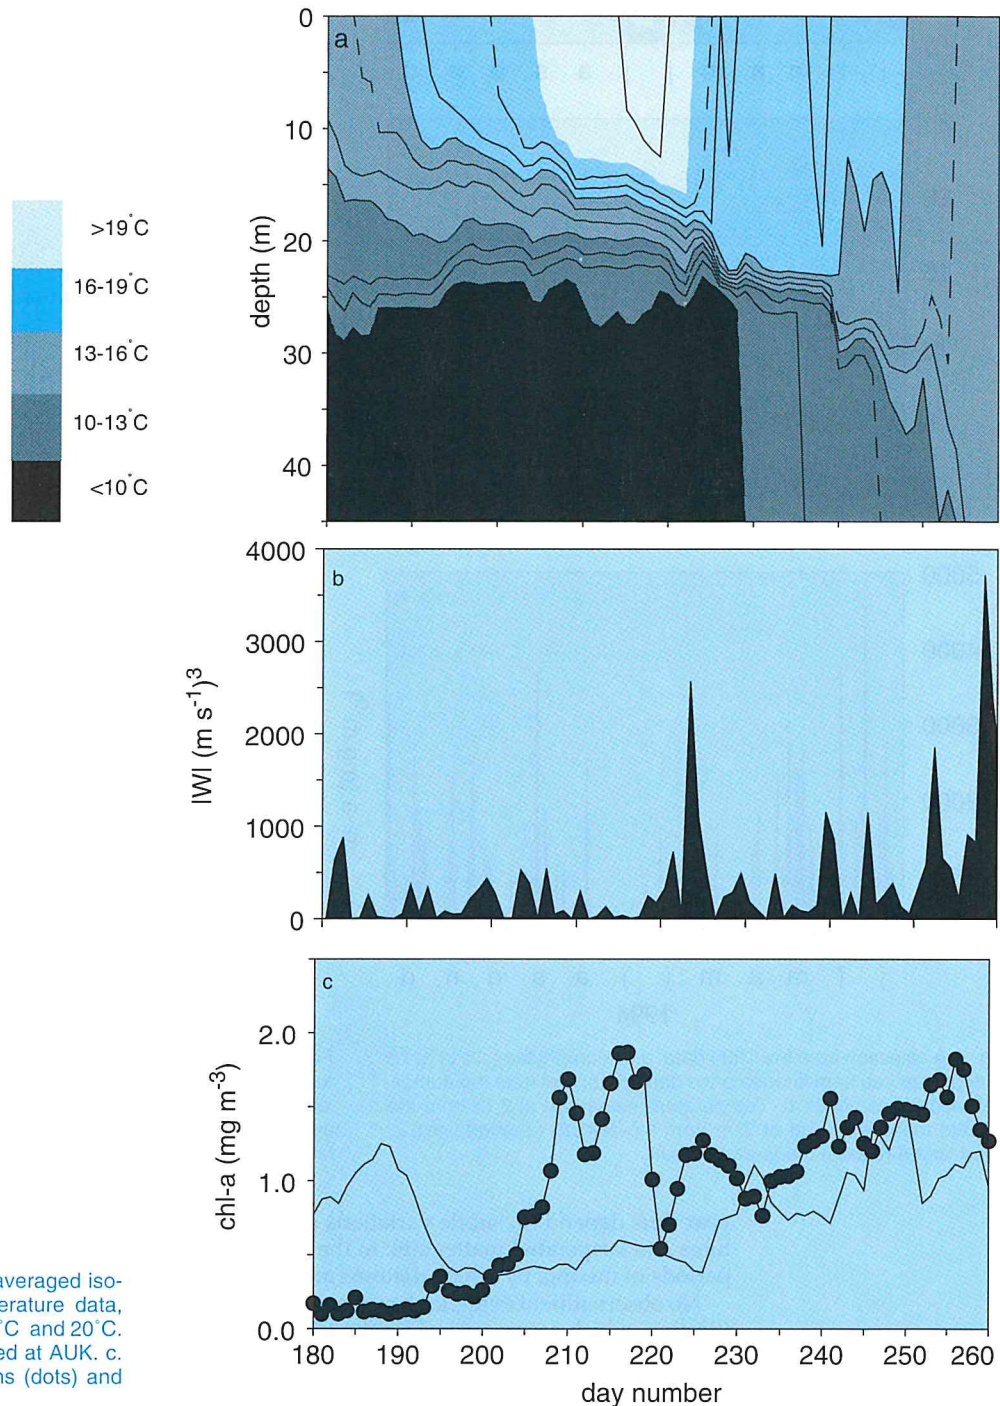 0
10
20
30
40
depth (m)
a
>19°C
16-19°C
13-16°C
10-13°C
<10°C
4000
3000
2000
1000
0
|W| (m s⁻¹)³
b
2.0
1.0
0.0
chl-a (mg m⁻³)
c
180 190 200 210 220 230 240 250 260
day number
averaged iso-
erature data,
°C and 20°C.
ed at AUK. c.
ns (dots) and